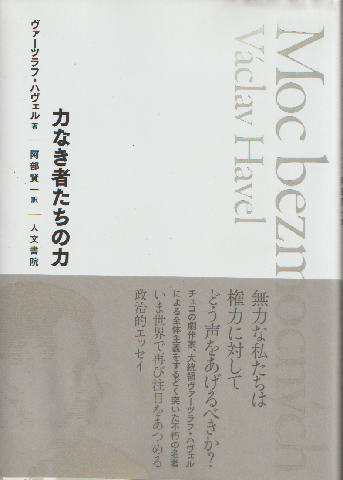 Moc bezmocných
Václav Havel
力なき者たちの力
ヴァーツラフ・ハヴェル 著
阿部賢一 訳
人文書院
無力な私たちは
権力に対して
どう声をあげるべきか?
チェコの劇作家、大統領ヴァーツラフ・ハヴェル
による全体主義をするどく突いた不朽の名著
いま世界で再び注目をあつめる
政治的エッセイ